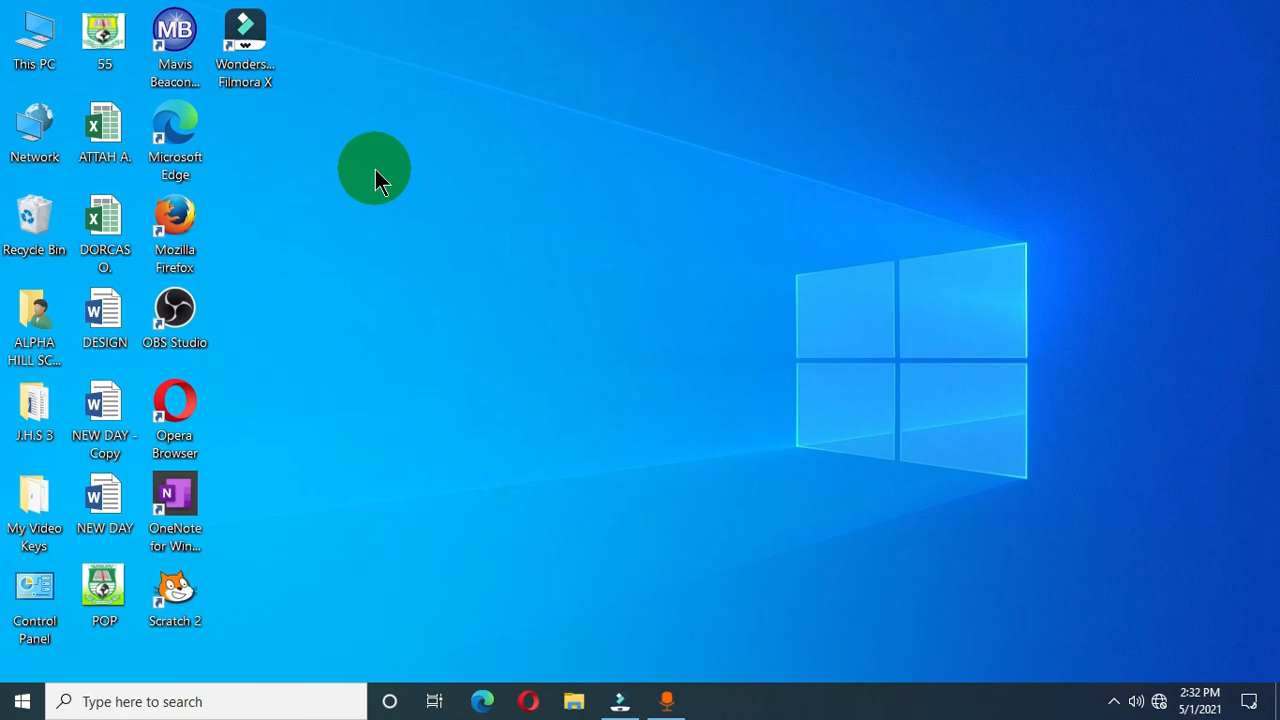 This PC
55
Mavis
Beacon...
Wonders...
Filmora X
MB
Network
ATTAH A.
Microsoft
Edge
Recycle Bin
DORCAS
O.
Mozilla
Firefox
ALPHA
HILL SC...
DESIGN
OBS Studio
J.H.S 3
NEW DAY -
Copy
Opera
Browser
My Video
Keys
NEW DAY
OneNote
for Win...
N
Control
Panel
POP
Scratch 2
Type here to search
2:32 PM
5/1/2021